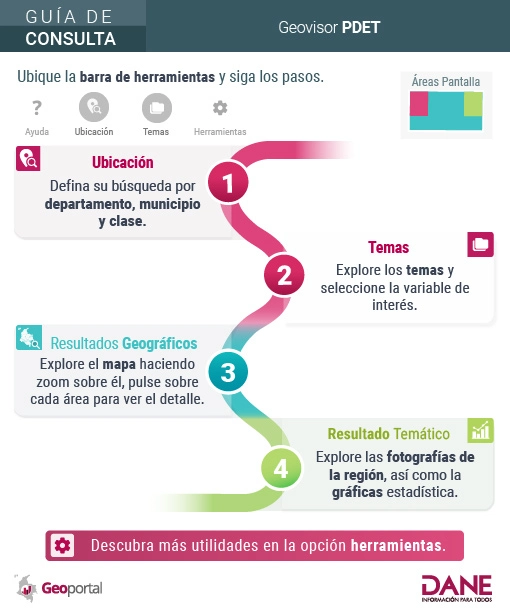 GUÍA DE
CONSULTA
Geovisor PDET
Ubique la barra de herramientas y siga los pasos.
Áreas Pantalla
?
Ayuda
Ubicación
Temas
Herramientas
Ubicación
Defina su búsqueda por
departamento, municipio
y clase.
1
Temas
Explore los temas y
seleccione la variable de
interés.
2
Resultados Geográficos
Explore el mapa haciendo
zoom sobre él, pulse sobre
cada área para ver el detalle.
3
Resultado Temático
Explore las fotografías de
la región, así como la
gráficas estadística.
4
Descubra más utilidades en la opción herramientas.
Geoportal
DANE
INFORMACIÓN PARA TODOS